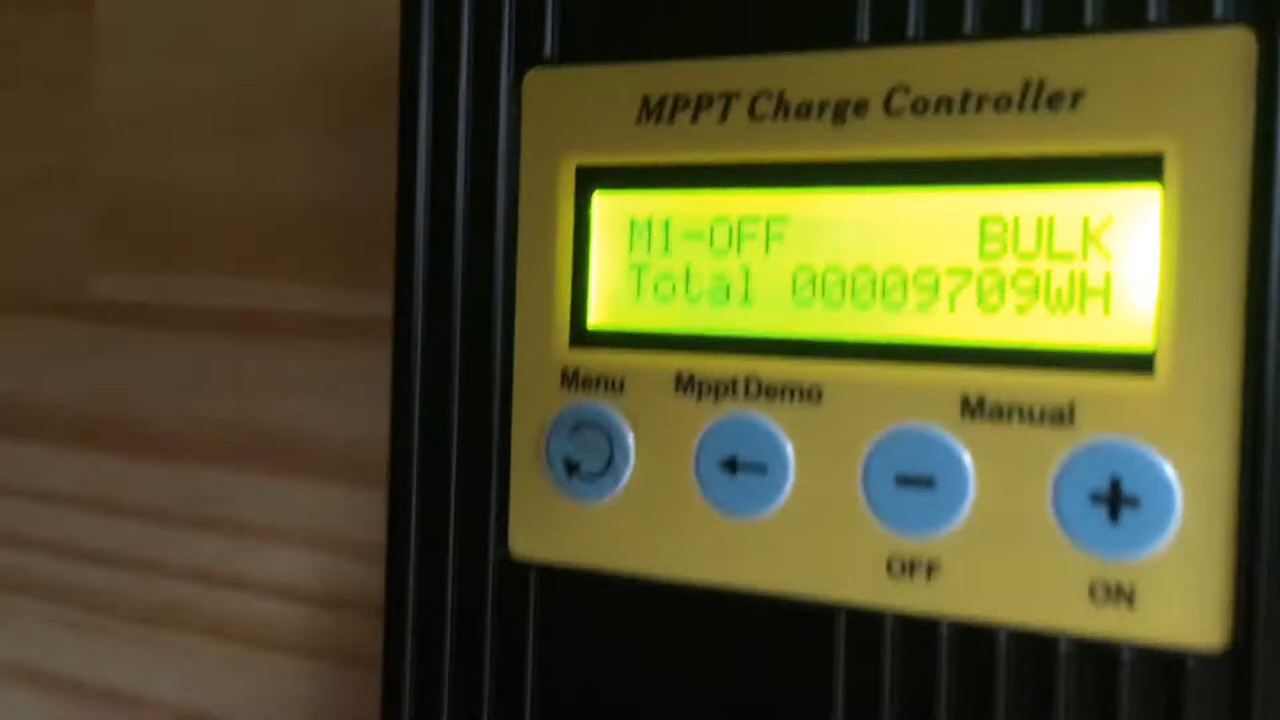 MPPT Charge Controller
M1-OFF BULK
Total 00009709WH
Menu MpptDemo Manual
OFF ON